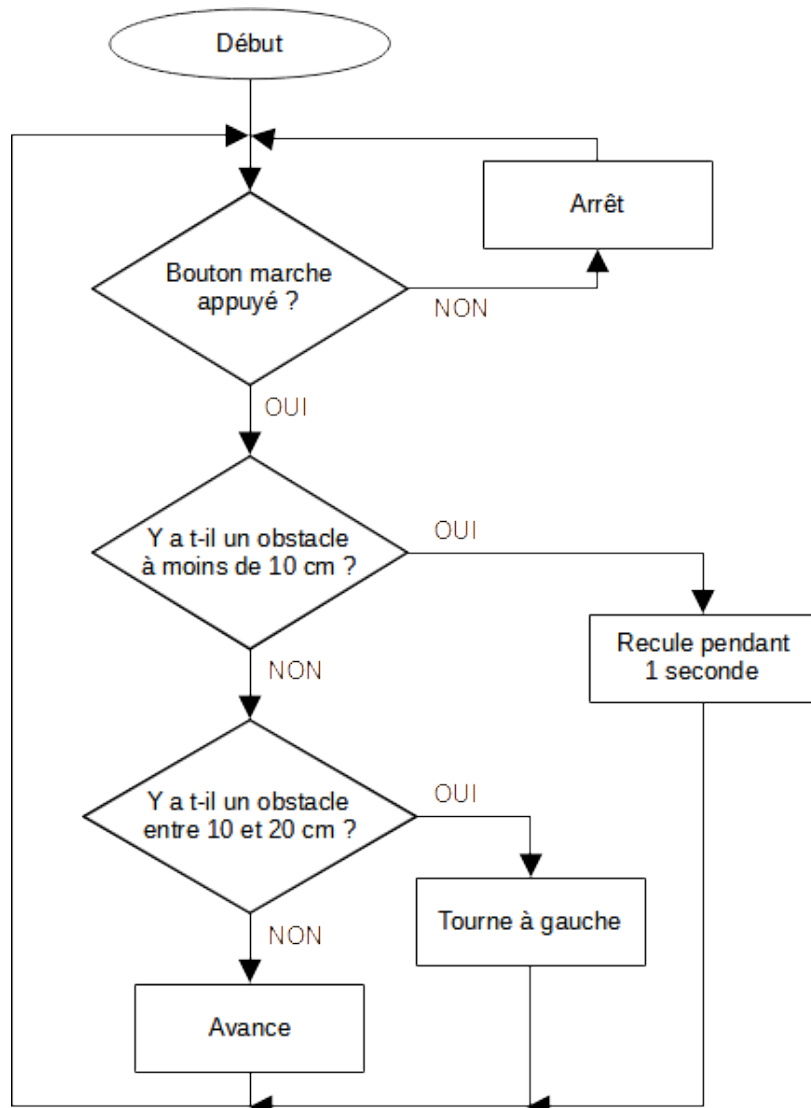 Début
Arrêt
Bouton marche
appuyé ?
NON
OUI
Y a t-il un obstacle
à moins de 10 cm ?
OUI
Recule pendant
1 seconde
NON
Y a t-il un obstacle
entre 10 et 20 cm ?
OUI
Tourne à gauche
NON
Avance